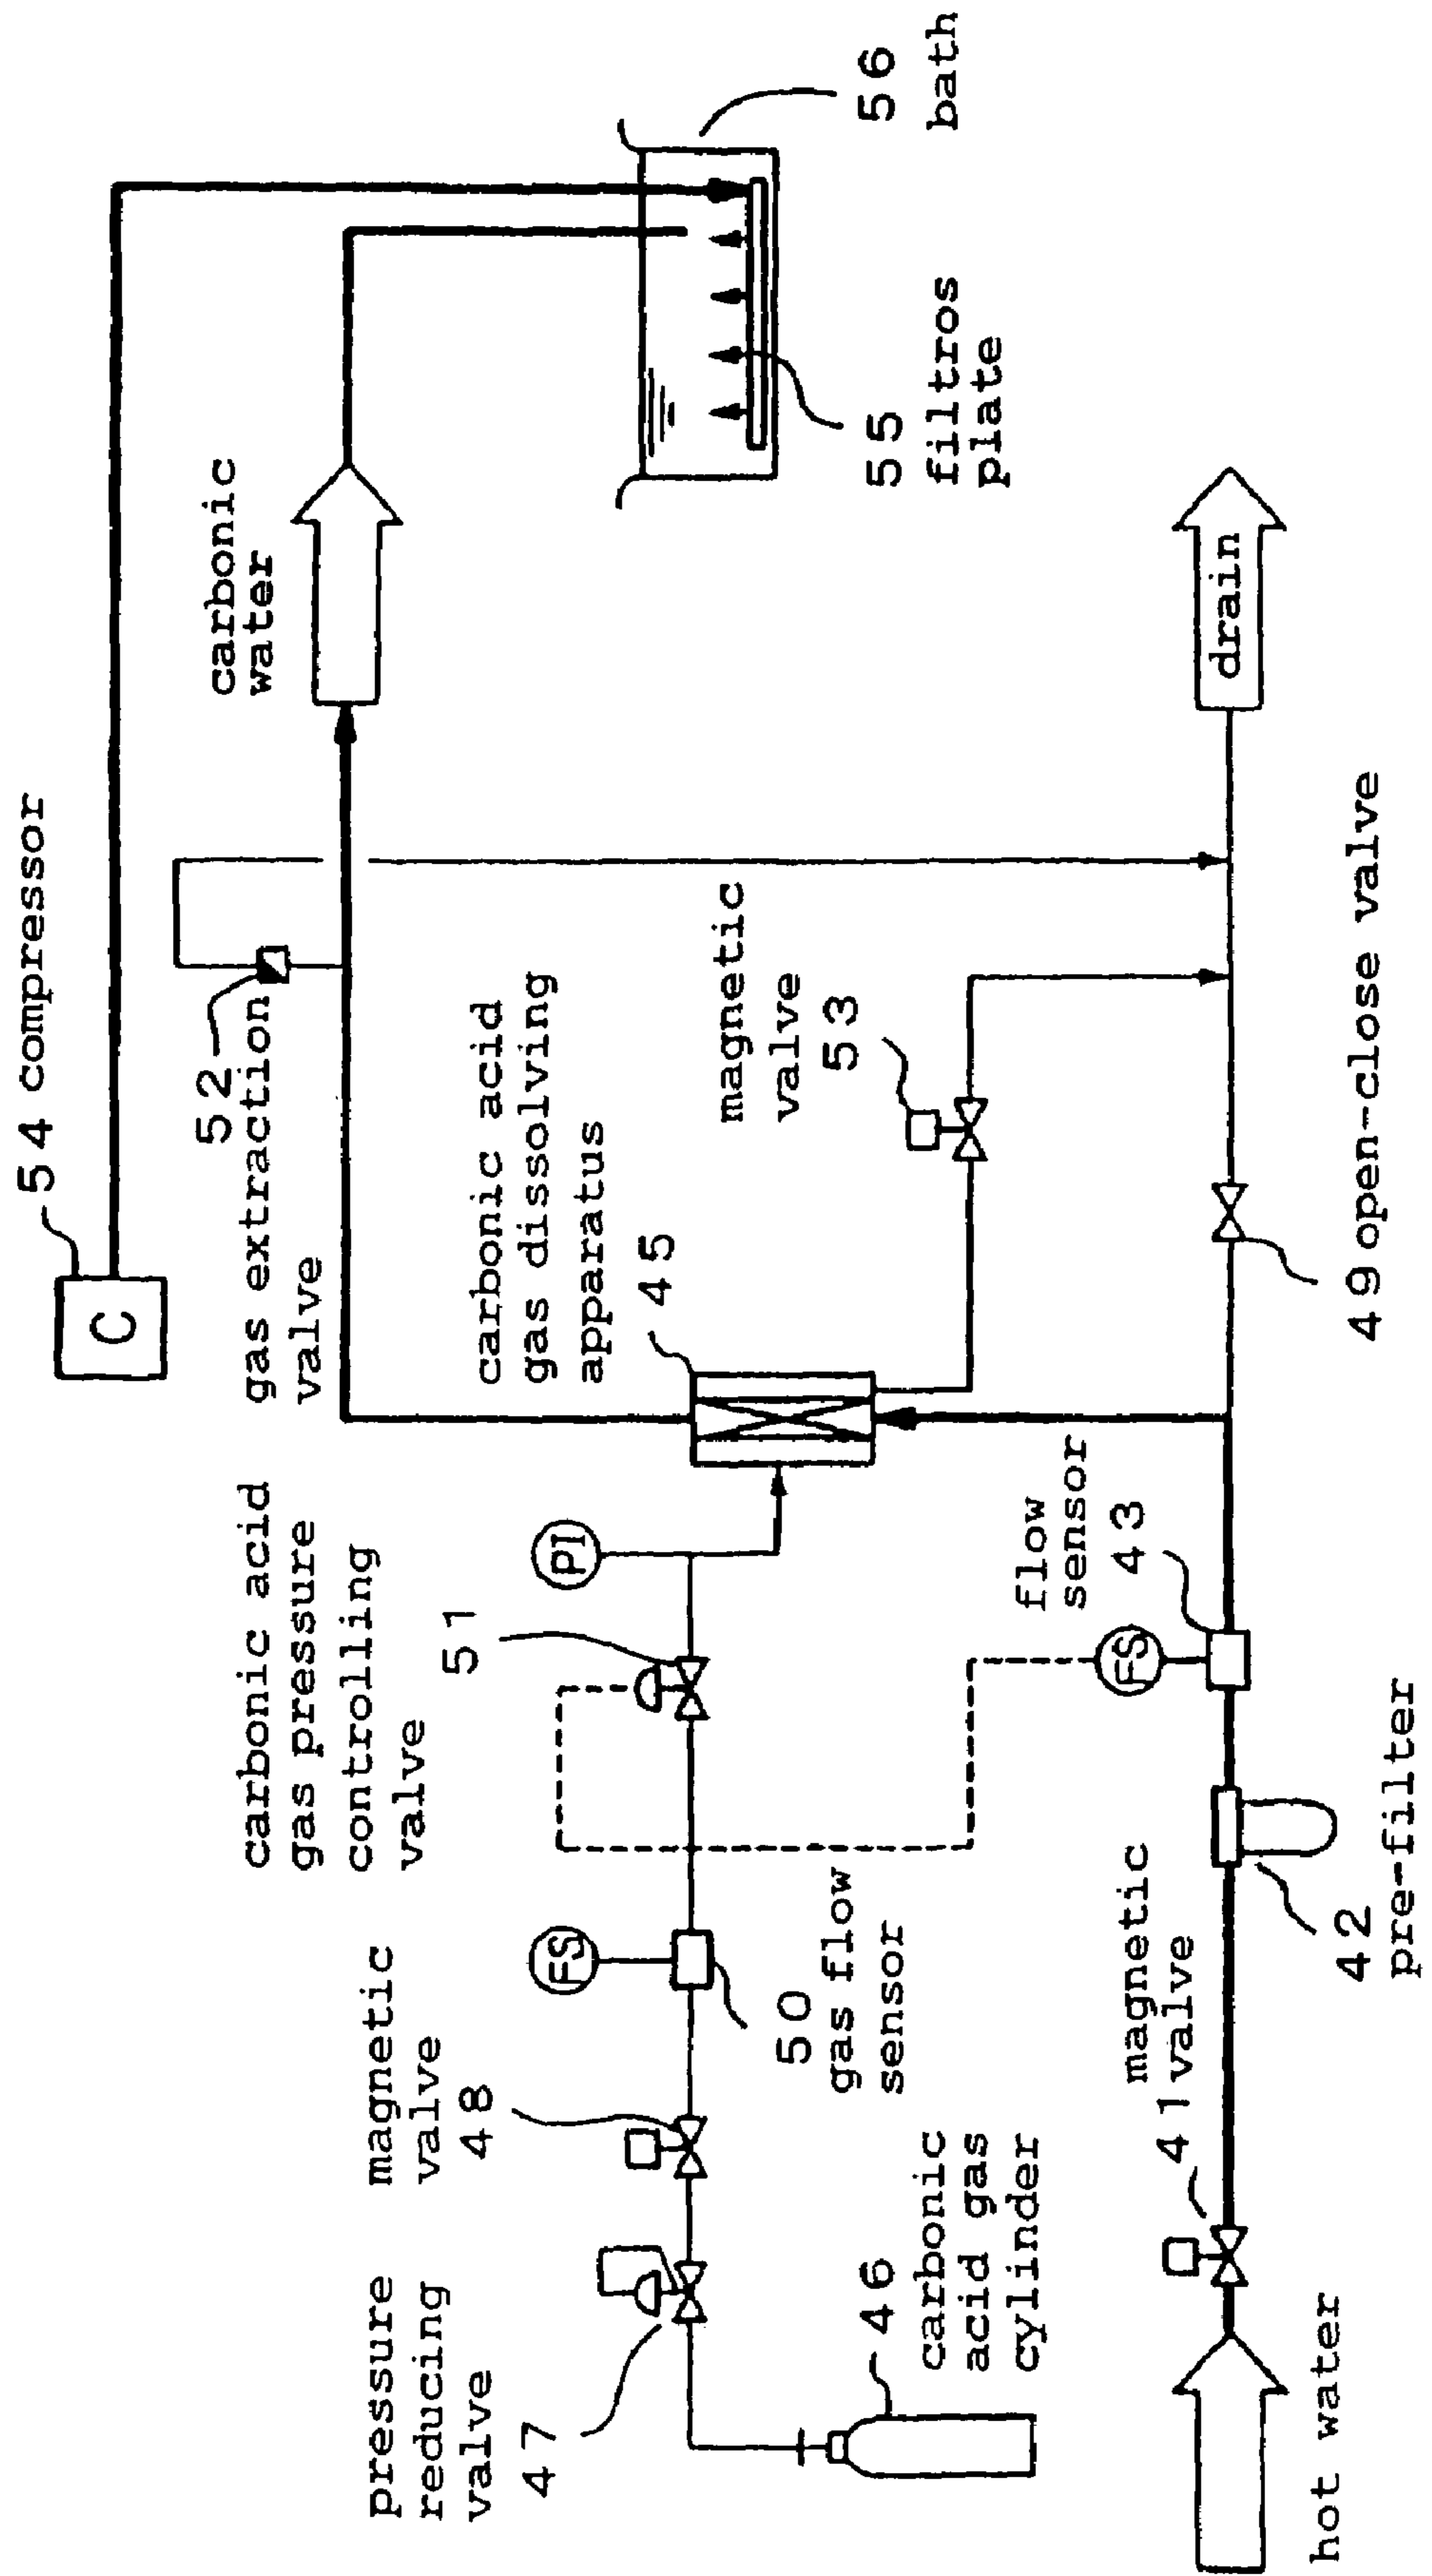 54 compressor
C
52
gas extraction
valve
carbonic
water
56
bath
55
filtros
plate
carbonic acid
gas pressure
controlling
valve
51
PI
carbonic acid
gas dissolving
apparatus
45
magnetic
valve
53
pressure
reducing
valve
47
magnetic
valve
48
FS
50
gas flow
sensor
46
carbonic
acid gas
cylinder
flow
sensor
43
FS
magnetic
41 valve
42
pre-filter
hot water
49 open-close valve
drain